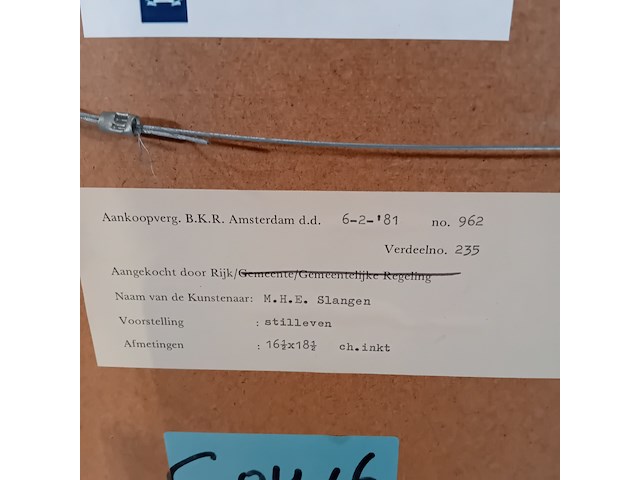 Aankoopverg. B.K.R. Amsterdam d.d. 6-2-'81 no. 962
Verdeelno. 235
Aangekocht door Rijk/Gemeente/Gemeentelijke Regeling
Naam van de Kunstenaar: M.H.E. Slangen
Voorstelling : stilleven
Afmetingen : 16½x18½ ch.inkt